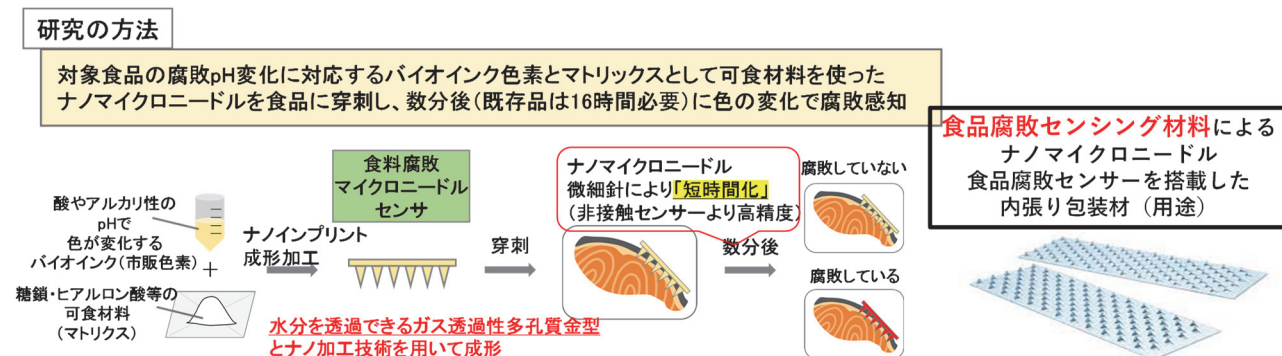 研究の方法
対象食品の腐敗pH変化に対応するバイオインク色素とマトリックスとして可食材料を使った
ナノマイクロニードルを食品に穿刺し、数分後（既存品は16時間必要）に色の変化で腐敗感知
酸やアルカリ性の
pHで
色が変化する
バイオインク（市販色素）
+
糖鎖・ヒアルロン酸等の
可食材料
（マトリクス）
ナノインプリント
成形加工
食料腐敗
マイクロニードル
センサ
水分を透過できるガス透過性多孔質金型
とナノ加工技術を用いて成形
穿刺
ナノマイクロニードル
微細針により「短時間化」
（非接触センサーより高精度）
数分後
腐敗していない
腐敗している
食品腐敗センシング材料による
ナノマイクロニードル
食品腐敗センサーを搭載した
内張り包装材（用途）